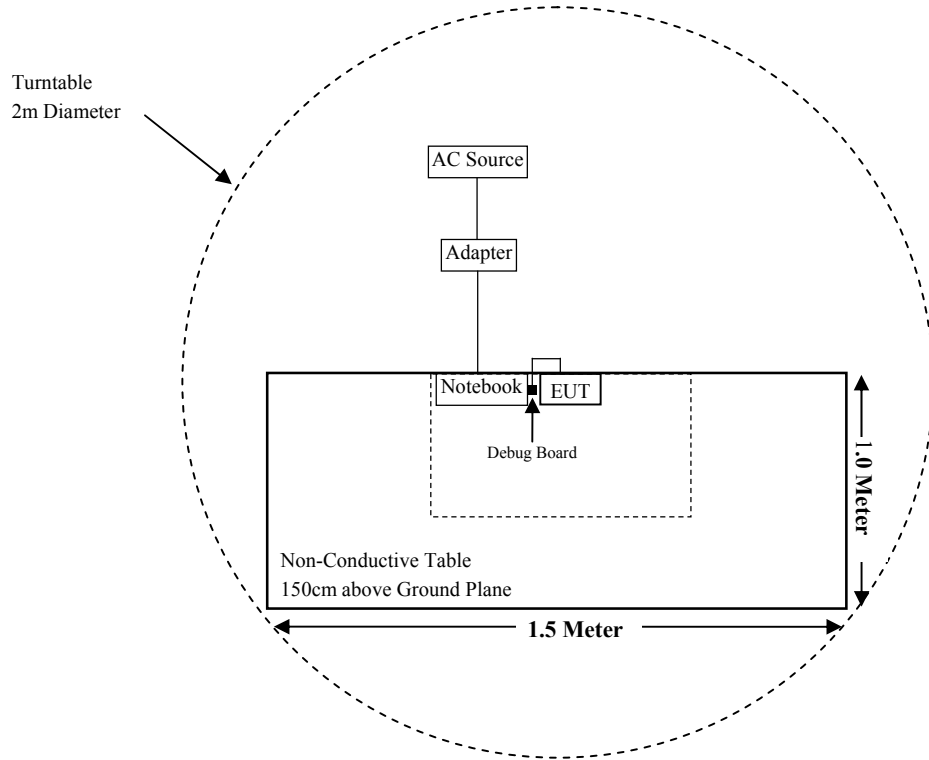 Turntable
2m Diameter
AC Source
Adapter
Notebook
EUT
Debug Board
1.0 Meter
Non-Conductive Table
150cm above Ground Plane
1.5 Meter